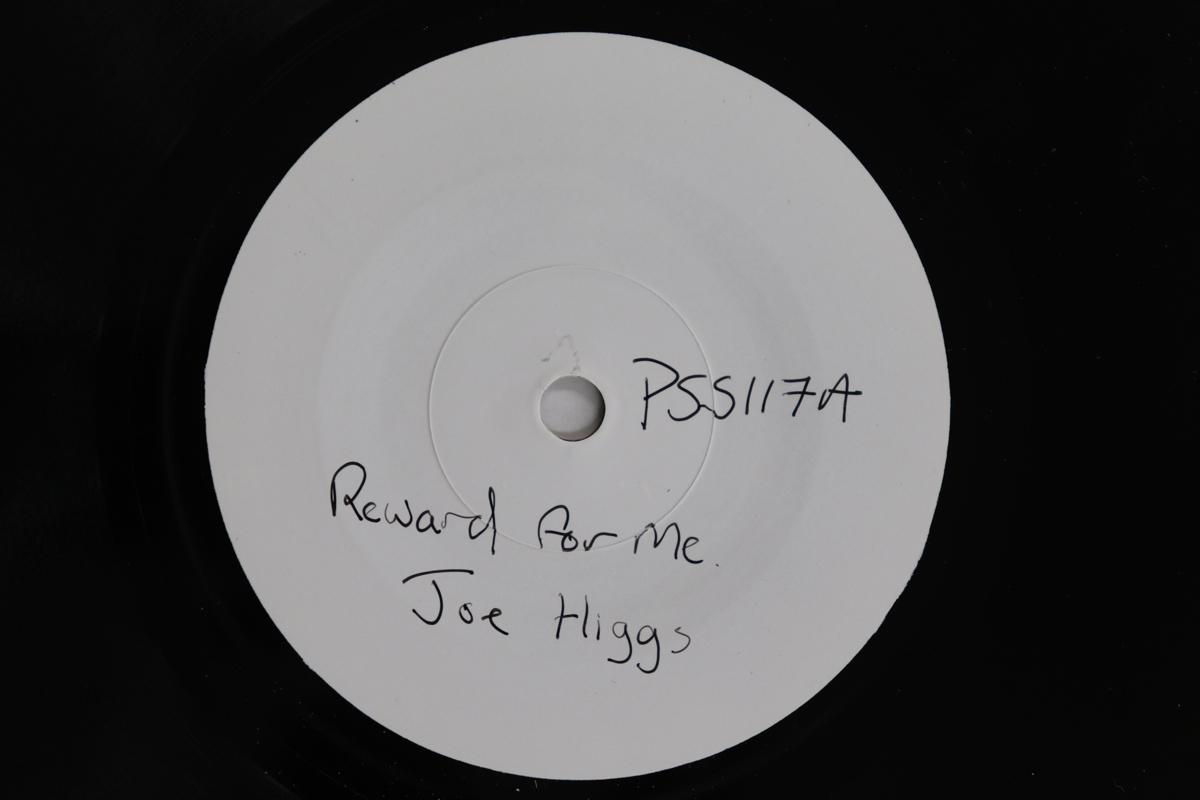 PSS117A
Reward for Me.
Joe Higgs